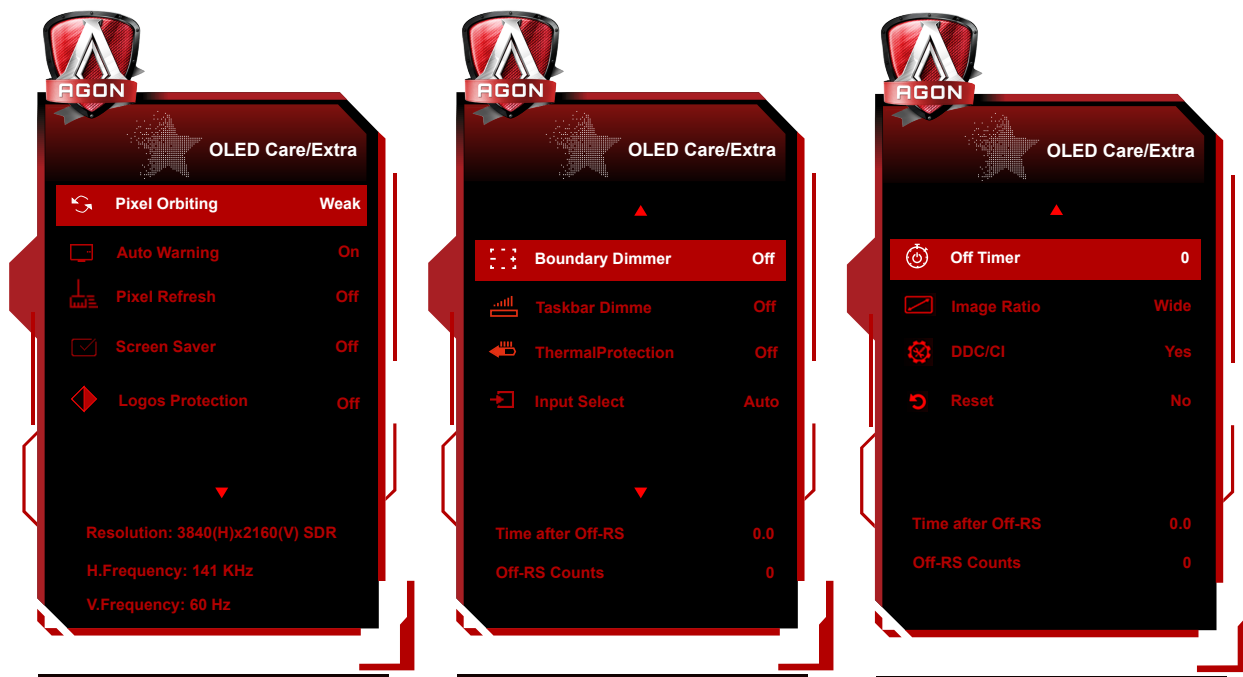 AGON
OLED Care/Extra
Pixel Orbiting Weak
Auto Warning On
Pixel Refresh Off
Screen Saver Off
Logos Protection Off
Resolution: 3840(H)x2160(V) SDR
H.Frequency: 141 KHz
V.Frequency: 60 Hz
AGON
OLED Care/Extra
Boundary Dimmer Off
Taskbar Dimme Off
ThermalProtection Off
Input Select Auto
Time after Off-RS 0.0
Off-RS Counts 0
AGON
OLED Care/Extra
Off Timer 0
Image Ratio Wide
DDC/CI Yes
Reset No
Time after Off-RS 0.0
Off-RS Counts 0